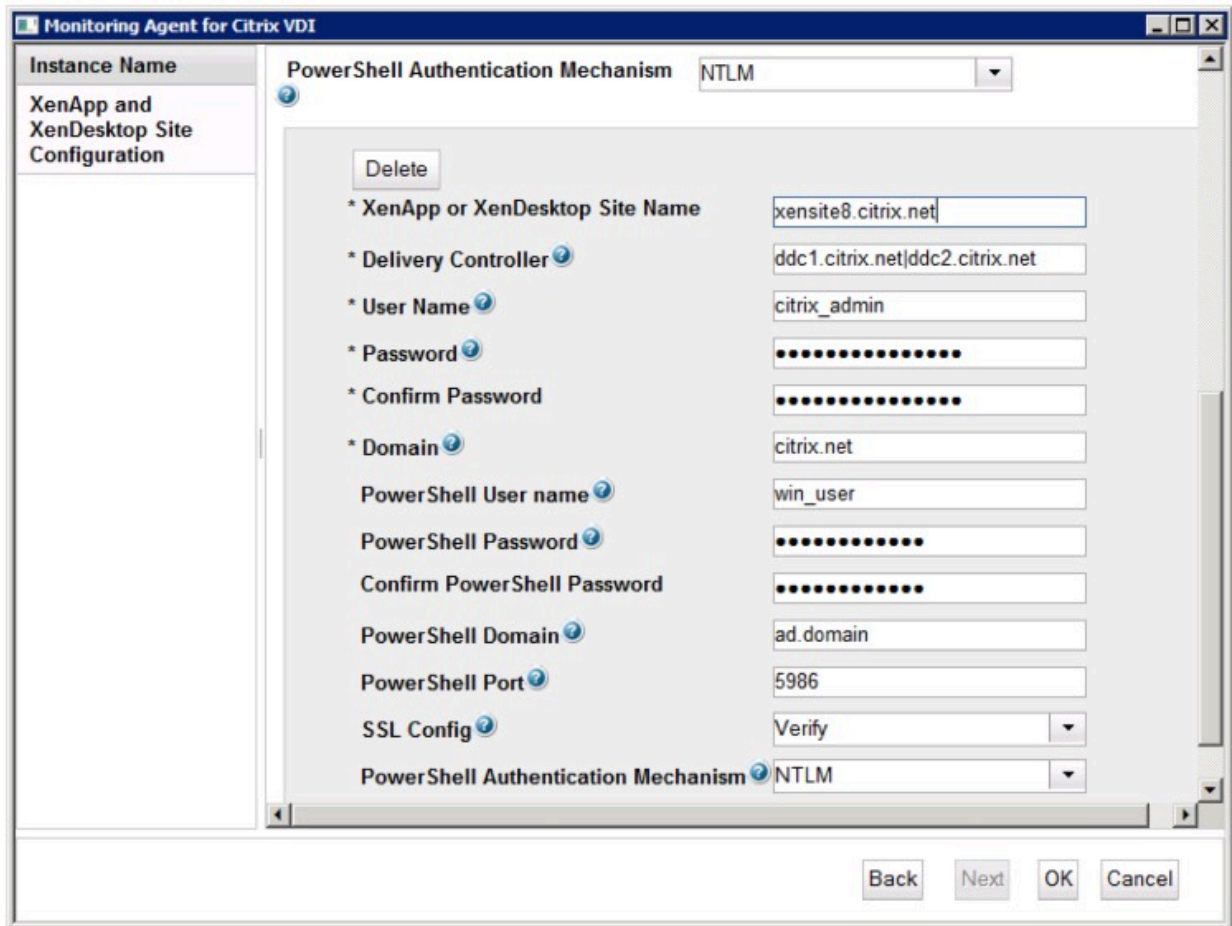 Monitoring Agent for Citrix VDI
Instance Name
XenApp and
XenDesktop Site
Configuration
PowerShell Authentication Mechanism NTLM
Delete
* XenApp or XenDesktop Site Name xensite8.citrix.net
* Delivery Controller ddc1.citrix.net|ddc2.citrix.net
* User Name citrix_admin
* Password •••••••••••••••
* Confirm Password •••••••••••••••
* Domain citrix.net
PowerShell User name win_user
PowerShell Password ••••••••••••
Confirm PowerShell Password ••••••••••••
PowerShell Domain ad.domain
PowerShell Port 5986
SSL Config Verify
PowerShell Authentication Mechanism NTLM
Back Next OK Cancel